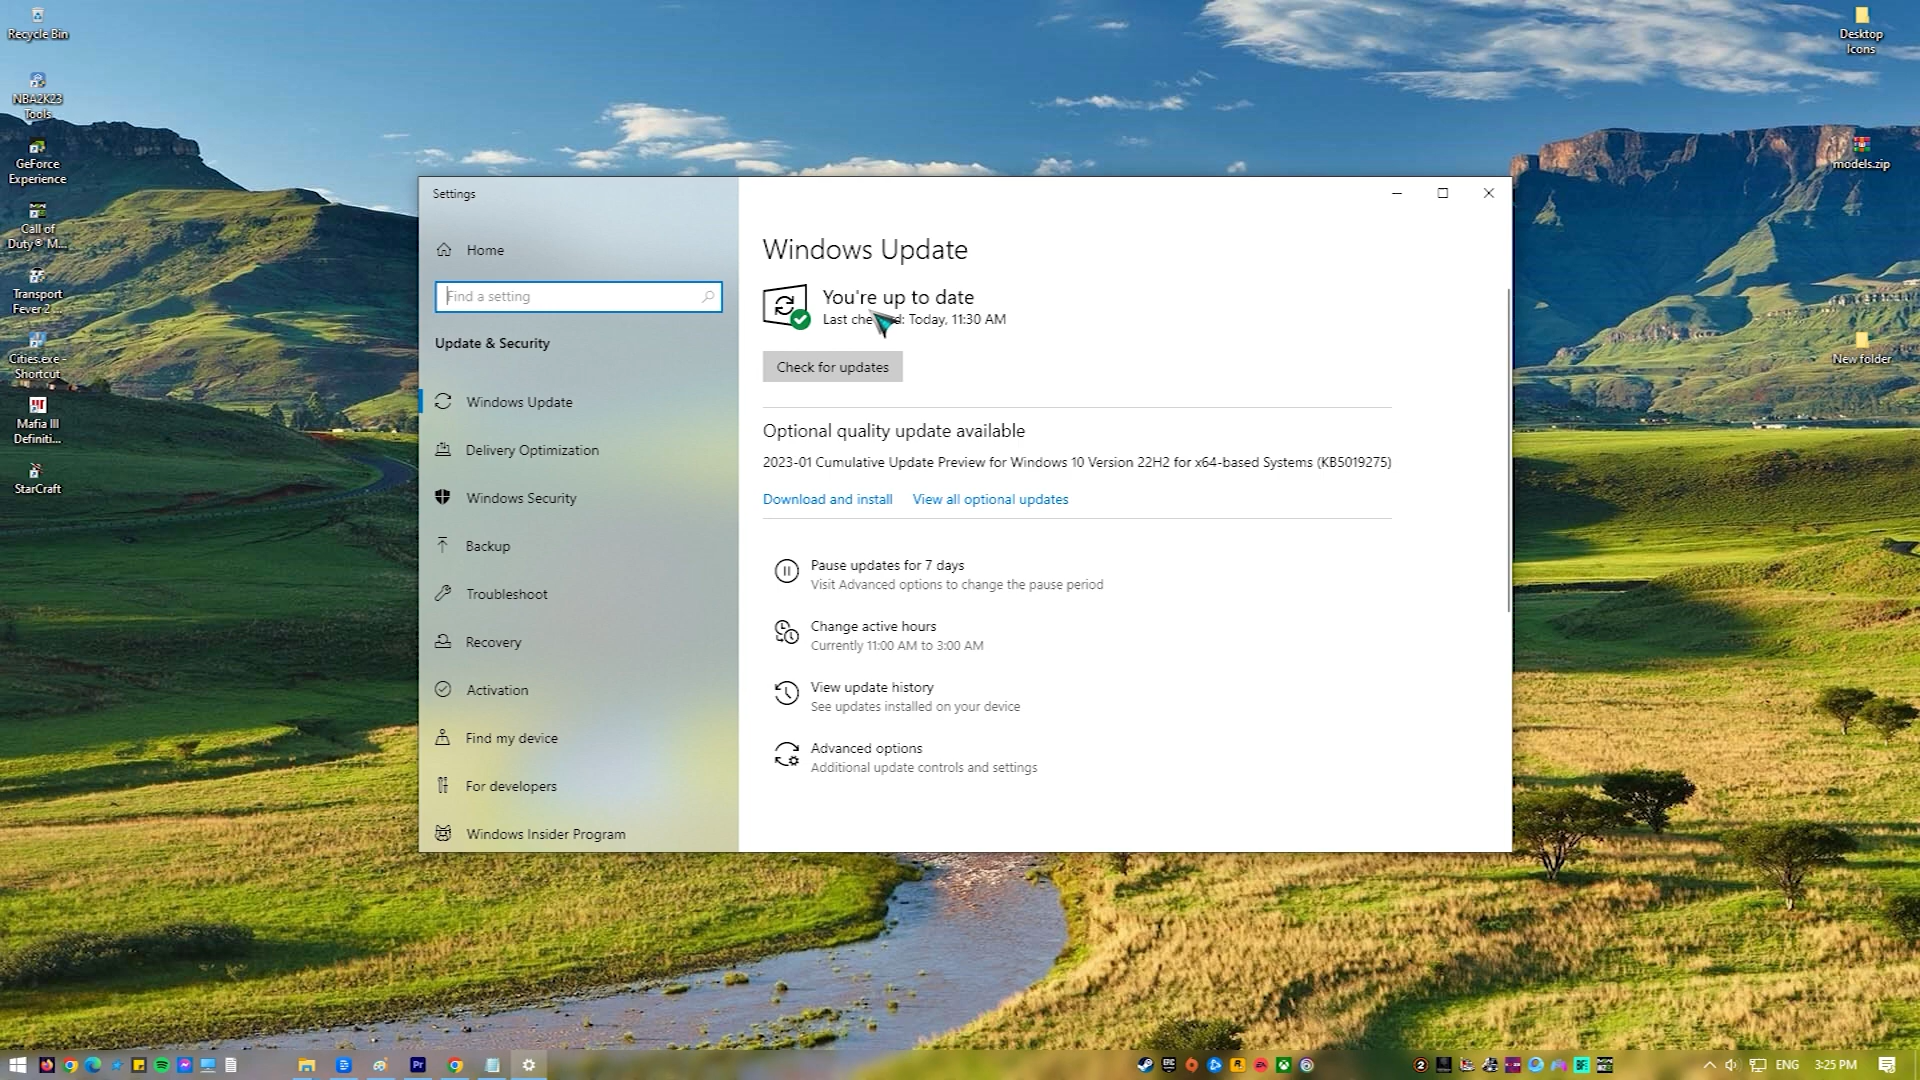 Recycle Bin
NBA2K23
Tools
GeForce
Experience
Call of
Duty® M...
Transport
Fever 2 ...
Cities.exe -
Shortcut
Mafia III
Definiti...
StarCraft
Desktop
Icons
models.zip
New folder
Settings
Home
Find a setting
Update & Security
Windows Update
Delivery Optimization
Windows Security
Backup
Troubleshoot
Recovery
Activation
Find my device
For developers
Windows Insider Program
Windows Update
You're up to date
Last che d: Today, 11:30 AM
Check for updates
Optional quality update available
2023-01 Cumulative Update Preview for Windows 10 Version 22H2 for x64-based Systems (KB5019275)
Download and install View all optional updates
Pause updates for 7 days
Visit Advanced options to change the pause period
Change active hours
Currently 11:00 AM to 3:00 AM
View update history
See updates installed on your device
Advanced options
Additional update controls and settings
Pr
ENG 3:25 PM